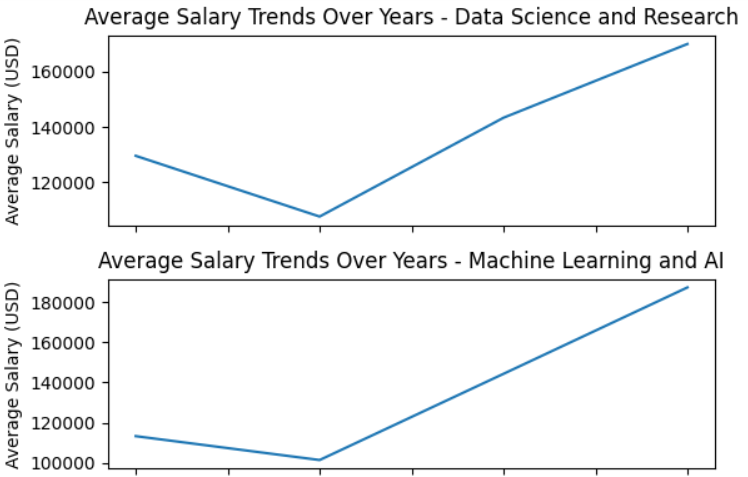 Average Salary Trends Over Years - Data Science and Research
Average Salary (USD)
160000
140000
120000
Average Salary Trends Over Years - Machine Learning and AI
Average Salary (USD)
180000
160000
140000
120000
100000